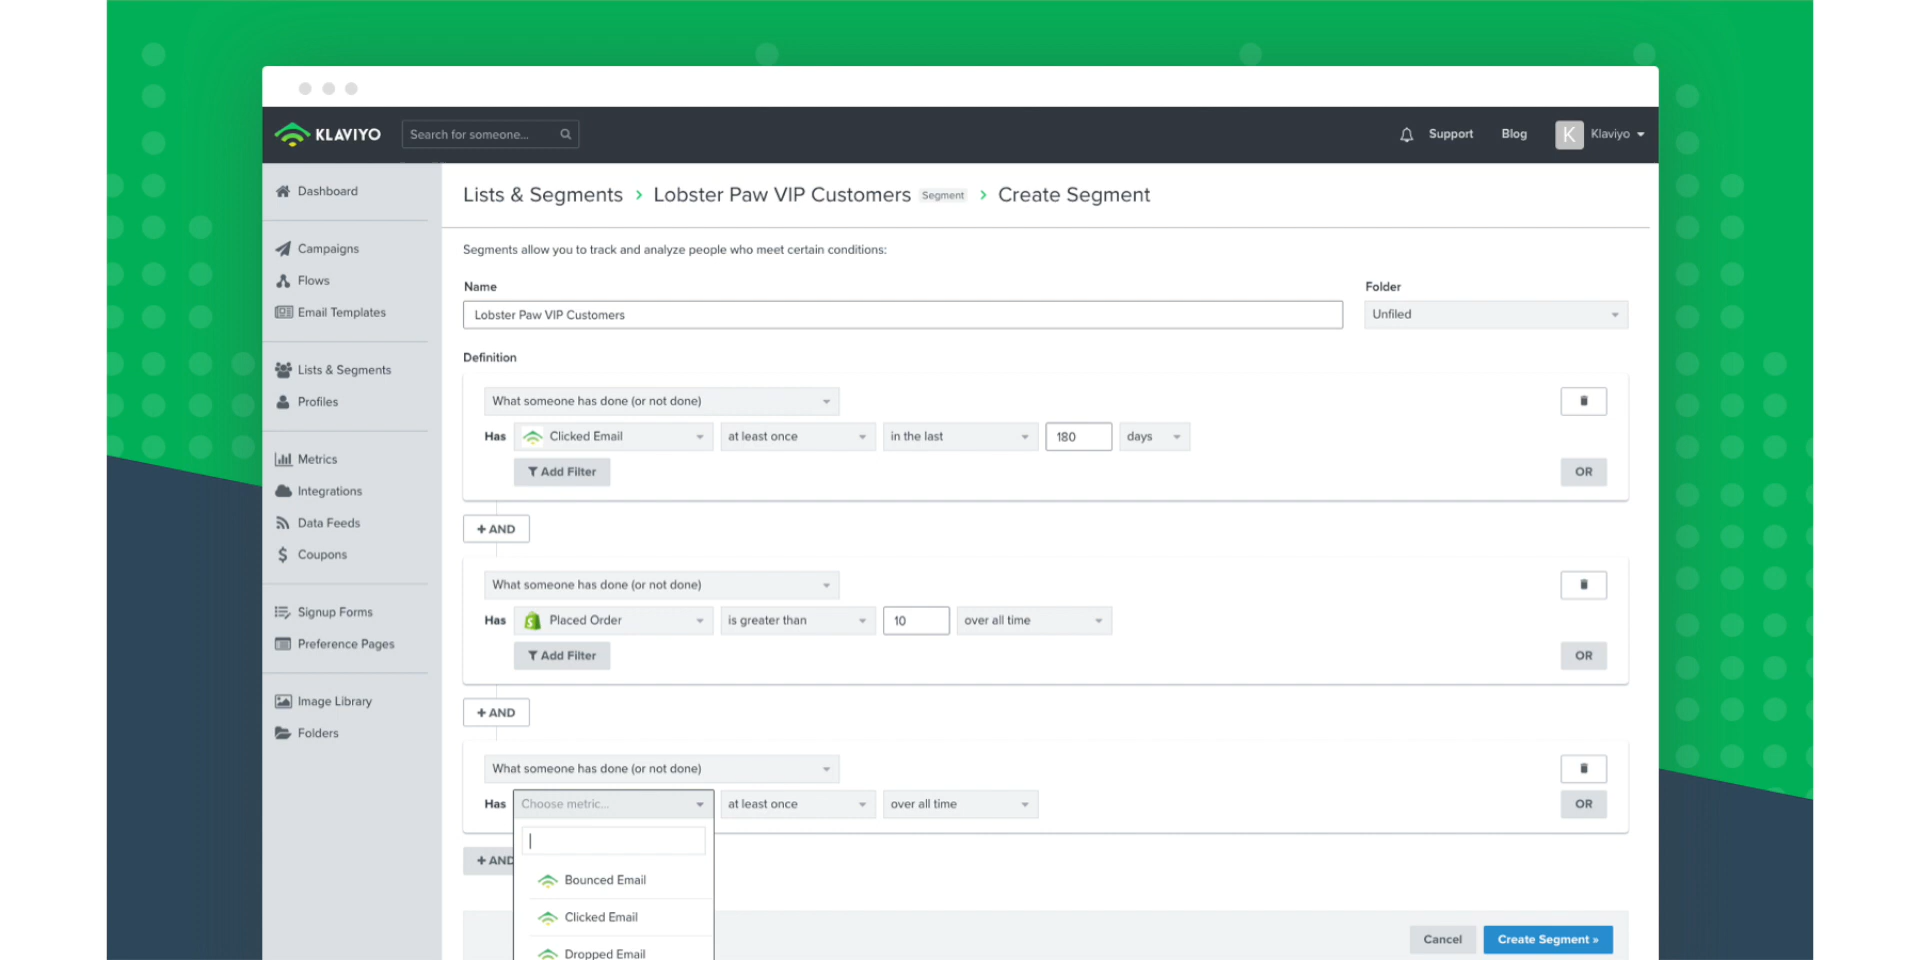 KLAVIYO Search for someone... Support Blog K Klaviyo
Dashboard
Campaigns
Flows
Email Templates
Lists & Segments
Profiles
Metrics
Integrations
Data Feeds
Coupons
Signup Forms
Preference Pages
Image Library
Folders
Lists & Segments › Lobster Paw VIP Customers Segment › Create Segment
Segments allow you to track and analyze people who meet certain conditions:
Name Folder
Lobster Paw VIP Customers Unfiled
Definition
What someone has done (or not done)
Has Clicked Email at least once in the last 180 days
Add Filter OR
+ AND
What someone has done (or not done)
Has Placed Order is greater than 10 over all time
Add Filter OR
+ AND
What someone has done (or not done)
Has Choose metric... at least once over all time OR
+ AND
Bounced Email
Clicked Email
Dropped Email
Cancel Create Segment »